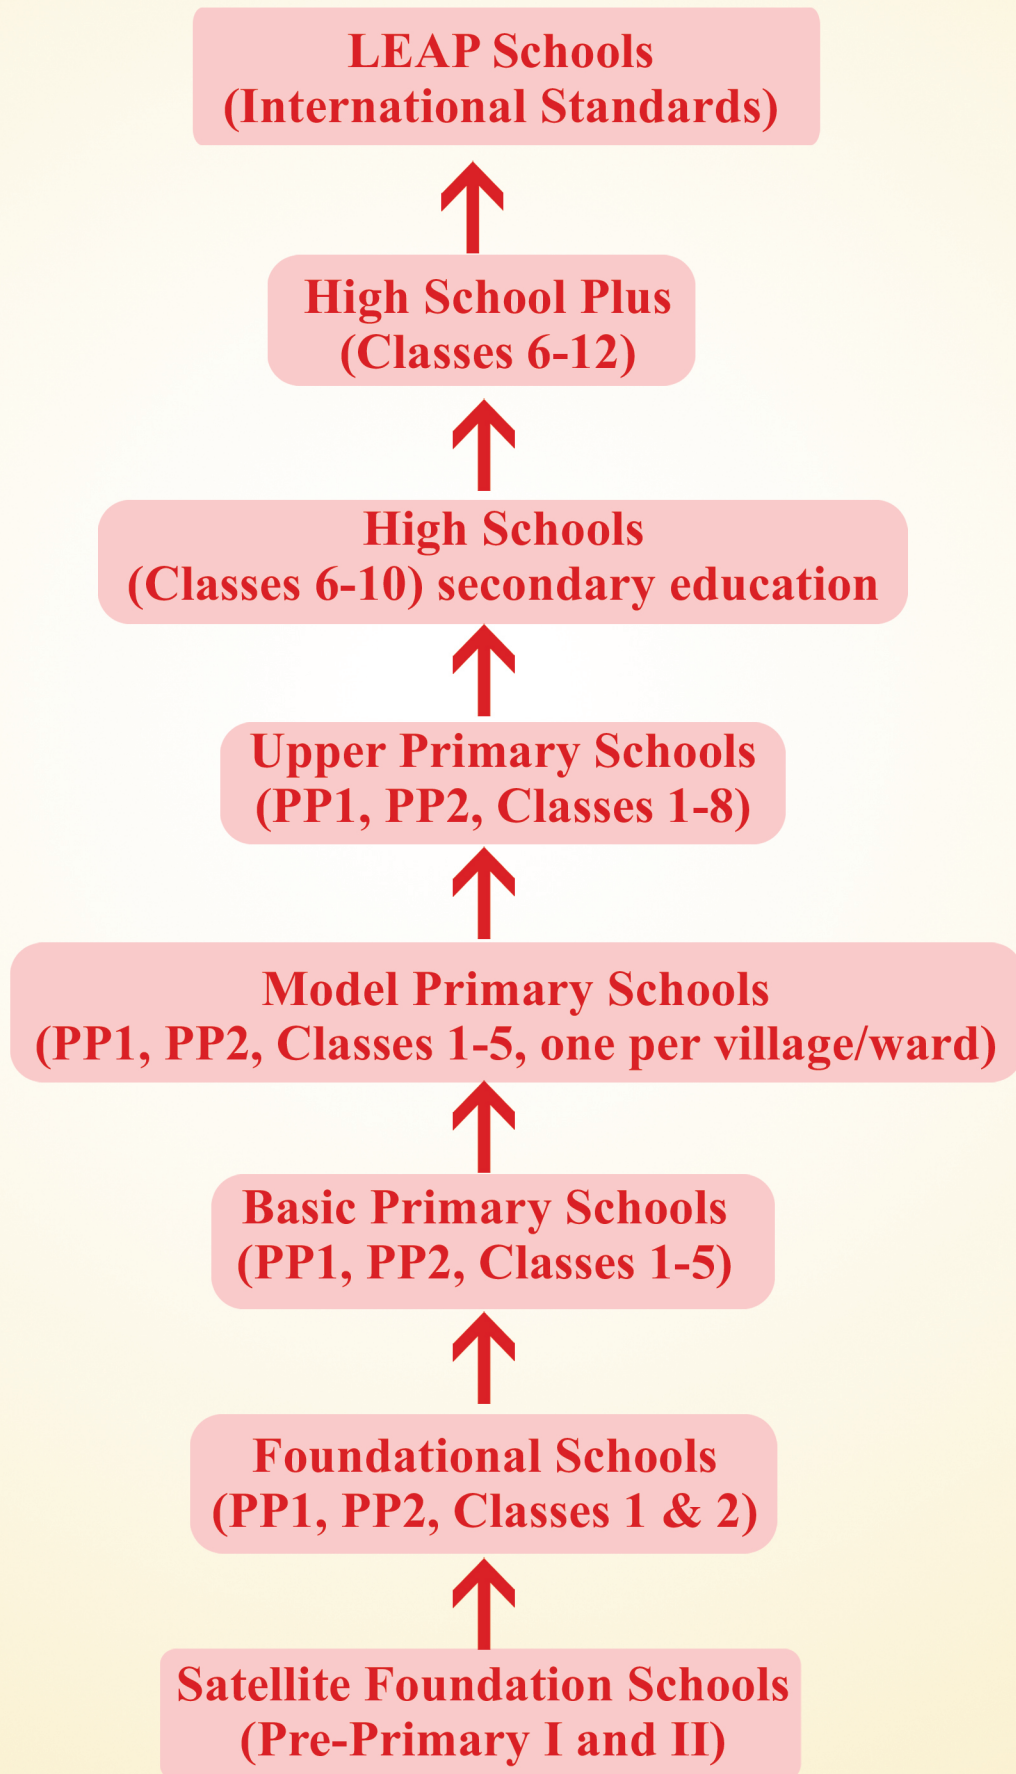 LEAP Schools
(International Standards)
High School Plus
(Classes 6-12)
High Schools
(Classes 6-10) secondary education
Upper Primary Schools
(PP1, PP2, Classes 1-8)
Model Primary Schools
(PP1, PP2, Classes 1-5, one per village/ward)
Basic Primary Schools
(PP1, PP2, Classes 1-5)
Foundational Schools
(PP1, PP2, Classes 1 & 2)
Satellite Foundation Schools
(Pre-Primary I and II)